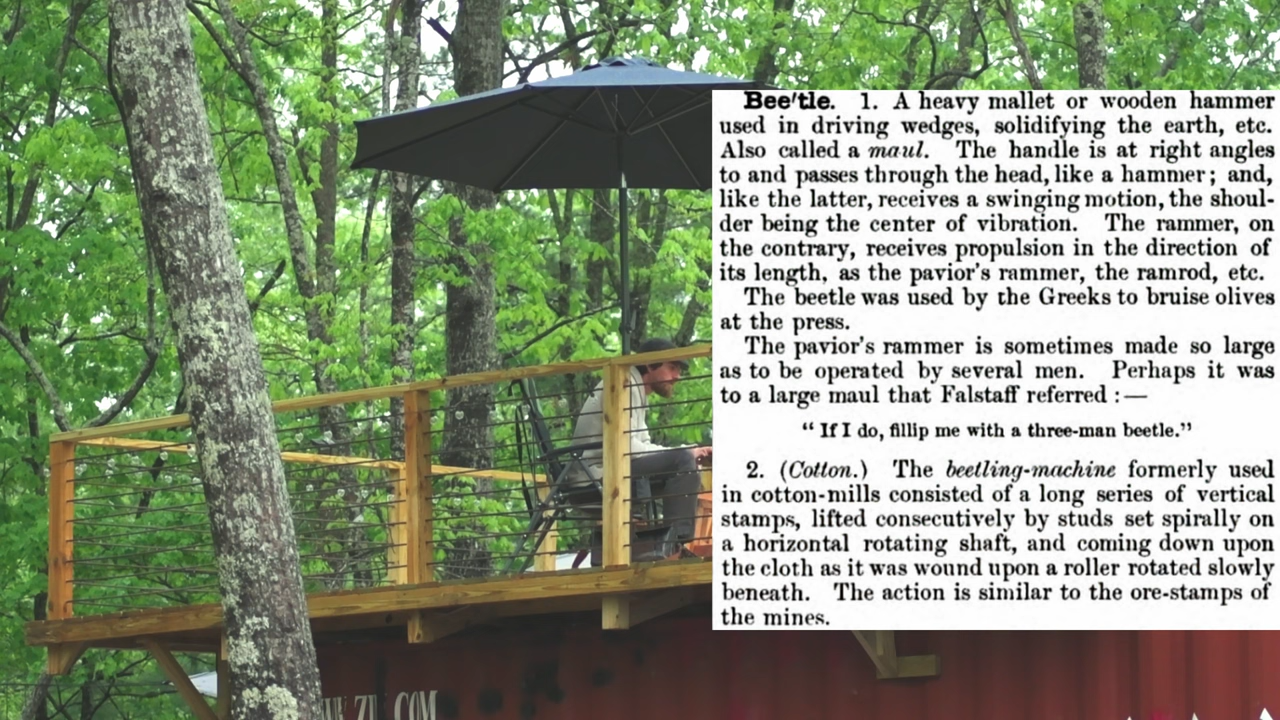 Bee'tle. 1. A heavy mallet or wooden hammer
used in driving wedges, solidifying the earth, etc.
Also called a maul. The handle is at right angles
to and passes through the head, like a hammer; and,
like the latter, receives a swinging motion, the shoul-
der being the center of vibration. The rammer, on
the contrary, receives propulsion in the direction of
its length, as the pavior's rammer, the ramrod, etc.
The beetle was used by the Greeks to bruise olives
at the press.
The pavior's rammer is sometimes made so large
as to be operated by several men. Perhaps it was
to a large maul that Falstaff referred :—
“ If I do, fillip me with a three-man beetle.”
2. (Cotton.) The beetling-machine formerly used
in cotton-mills consisted of a long series of vertical
stamps, lifted consecutively by studs set spirally on
a horizontal rotating shaft, and coming down upon
the cloth as it was wound upon a roller rotated slowly
beneath. The action is similar to the ore-stamps of
the mines.
.COM